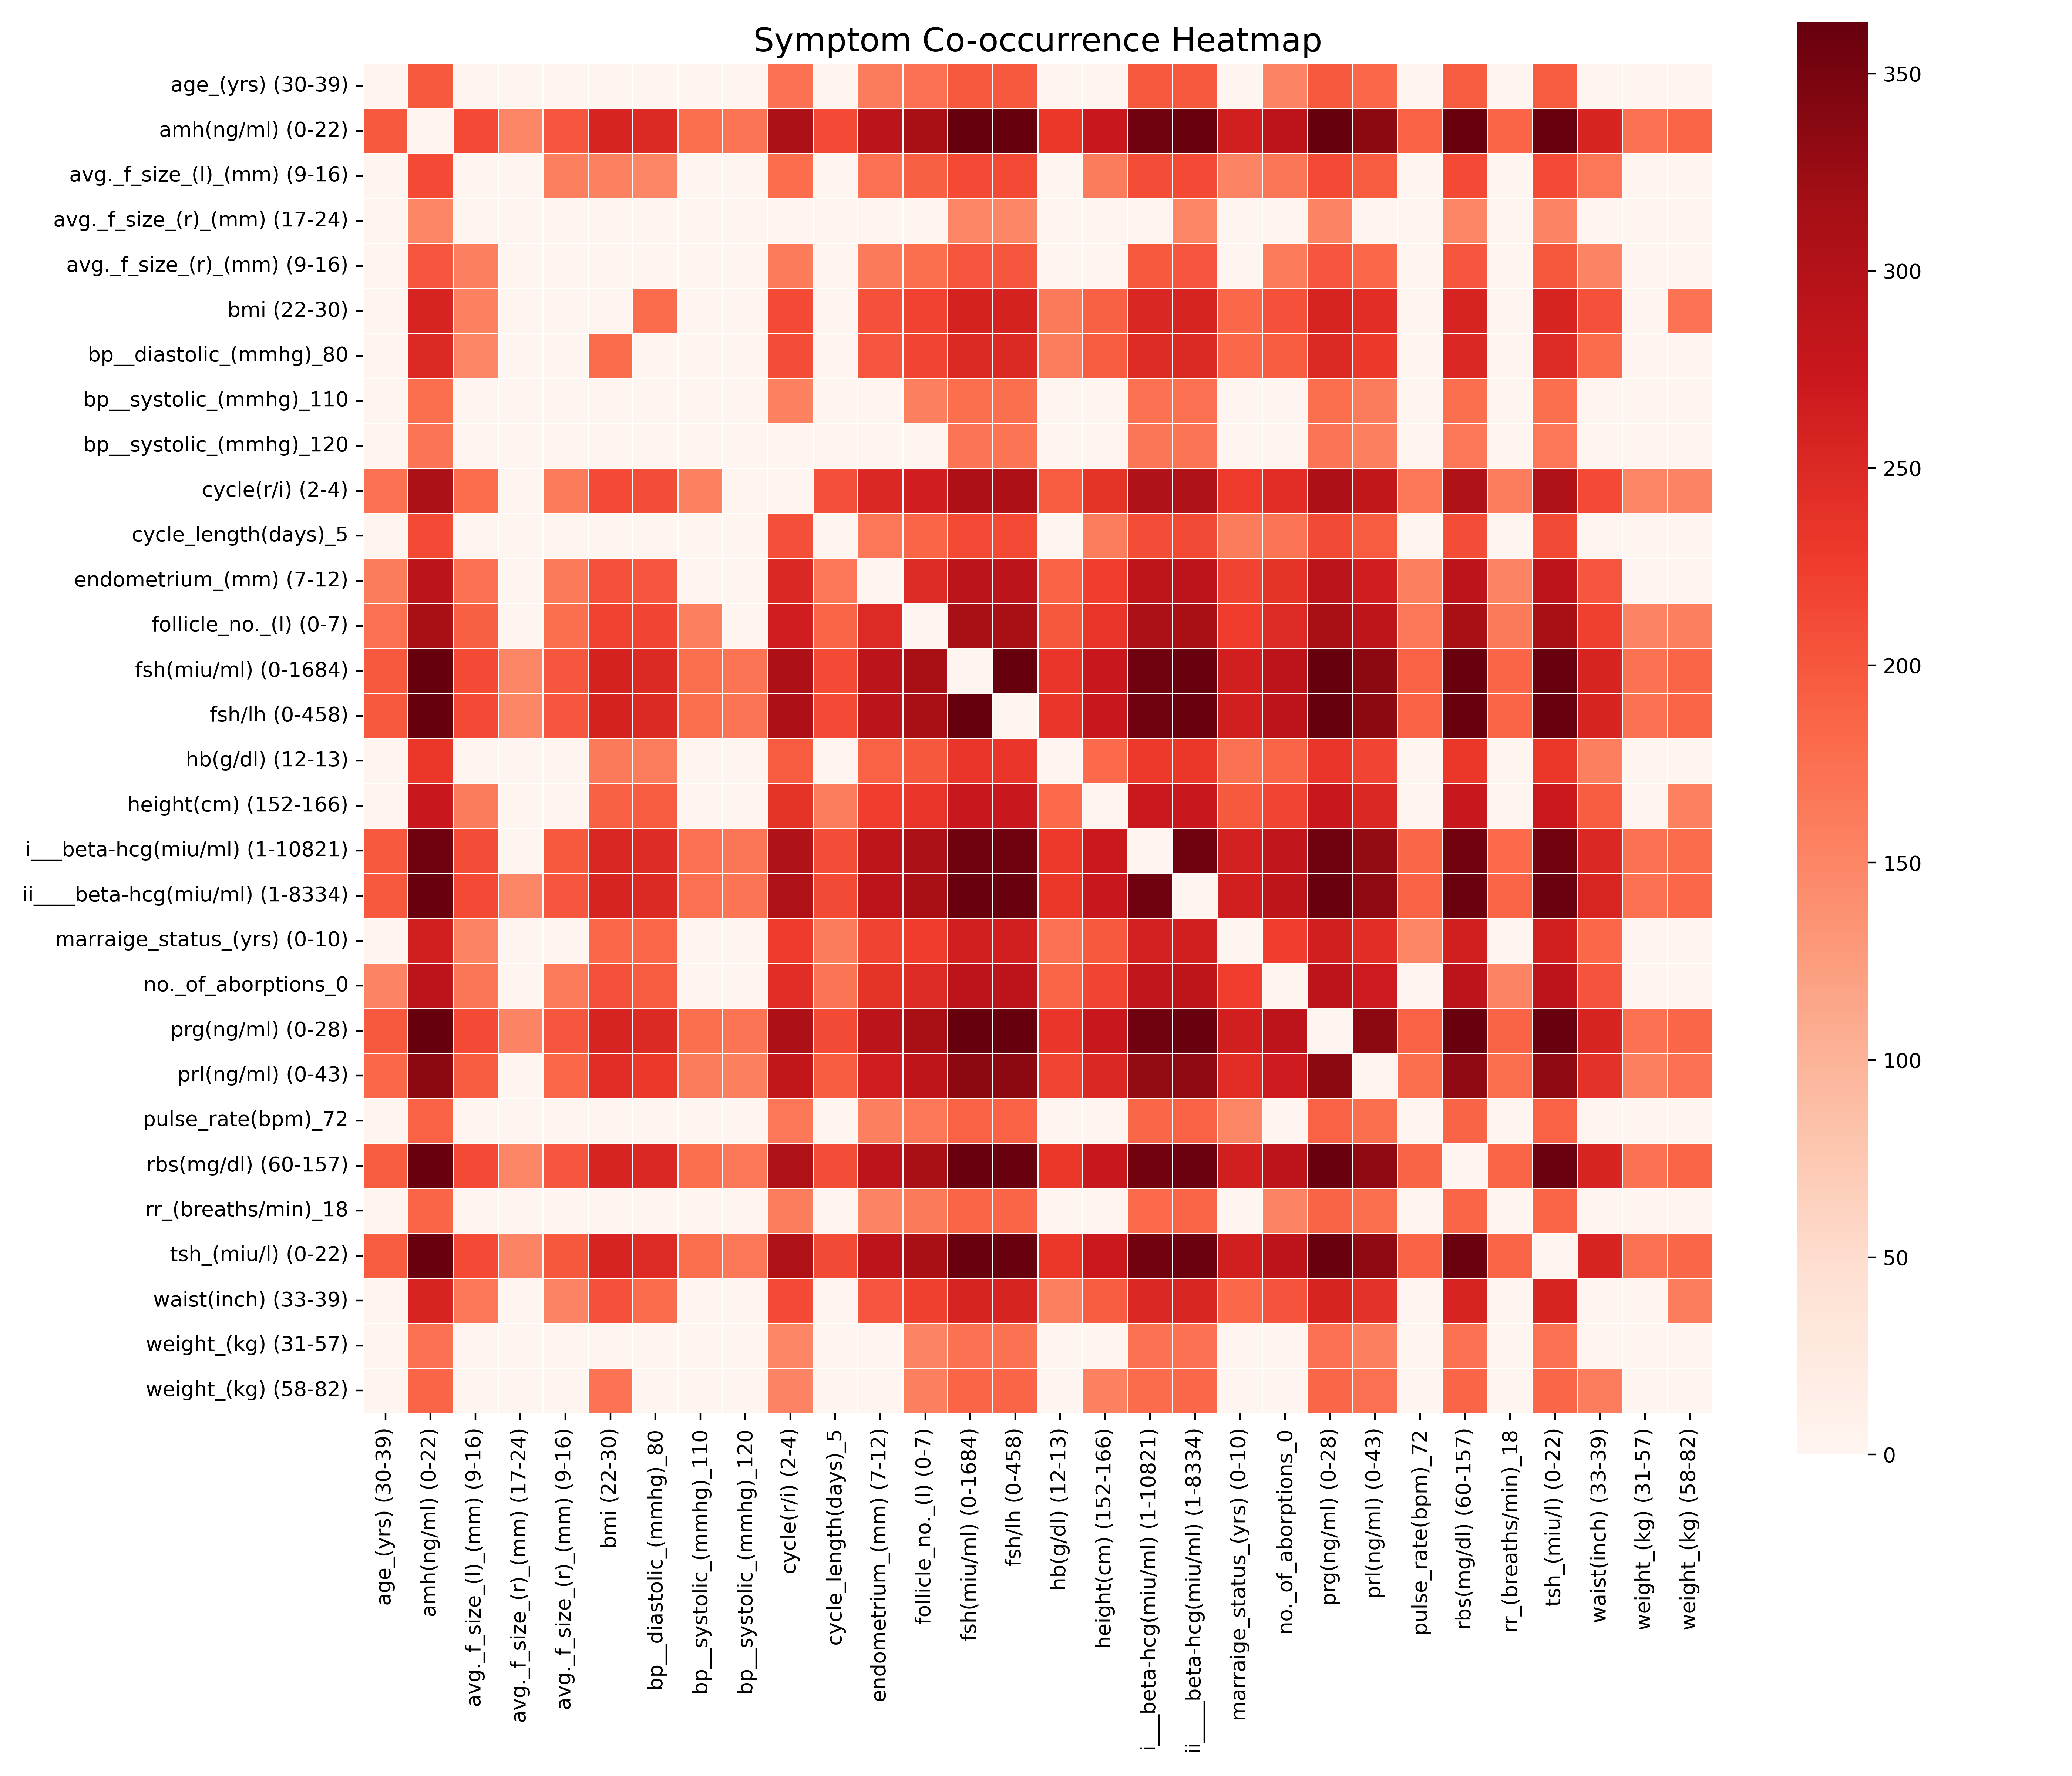 Symptom Co-occurrence Heatmap
age_(yrs) (30-39)
amh(ng/ml) (0-22)
avg._f_size_(l)_(mm) (9-16)
avg._f_size_(r)_(mm) (17-24)
avg._f_size_(r)_(mm) (9-16)
bmi (22-30)
bp__diastolic_(mmhg)_80
bp__systolic_(mmhg)_110
bp__systolic_(mmhg)_120
cycle(r/i) (2-4)
cycle_length(days)_5
endometrium_(mm) (7-12)
follicle_no._(l) (0-7)
fsh(miu/ml) (0-1684)
fsh/lh (0-458)
hb(g/dl) (12-13)
height(cm) (152-166)
i___beta-hcg(miu/ml) (1-10821)
ii____beta-hcg(miu/ml) (1-8334)
marraige_status_(yrs) (0-10)
no._of_aborptions_0
prg(ng/ml) (0-28)
prl(ng/ml) (0-43)
pulse_rate(bpm)_72
rbs(mg/dl) (60-157)
rr_(breaths/min)_18
tsh_(miu/l) (0-22)
waist(inch) (33-39)
weight_(kg) (31-57)
weight_(kg) (58-82)
age_(yrs) (30-39)
amh(ng/ml) (0-22)
avg._f_size_(l)_(mm) (9-16)
avg._f_size_(r)_(mm) (17-24)
avg._f_size_(r)_(mm) (9-16)
bmi (22-30)
bp__diastolic_(mmhg)_80
bp__systolic_(mmhg)_110
bp__systolic_(mmhg)_120
cycle(r/i) (2-4)
cycle_length(days)_5
endometrium_(mm) (7-12)
follicle_no._(l) (0-7)
fsh(miu/ml) (0-1684)
fsh/lh (0-458)
hb(g/dl) (12-13)
height(cm) (152-166)
i___beta-hcg(miu/ml) (1-10821)
ii____beta-hcg(miu/ml) (1-8334)
marraige_status_(yrs) (0-10)
no._of_aborptions_0
prg(ng/ml) (0-28)
prl(ng/ml) (0-43)
pulse_rate(bpm)_72
rbs(mg/dl) (60-157)
rr_(breaths/min)_18
tsh_(miu/l) (0-22)
waist(inch) (33-39)
weight_(kg) (31-57)
weight_(kg) (58-82)
350
300
250
200
150
100
50
0